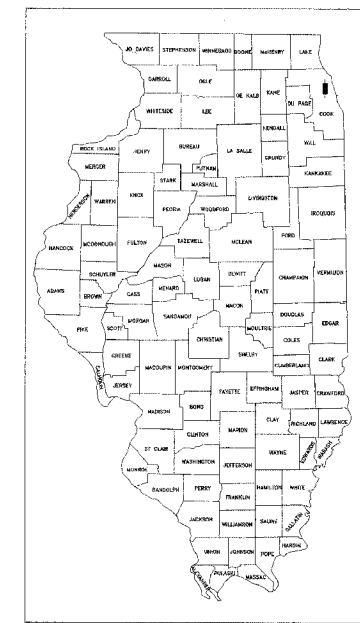 JO DAVIES STEPHENSON WINNEBAGO BOONE McHENRY LAKE
CARROLL OGLE
DE KALB KANE
DU PAGE COOK
WHITESIDE LEE
KENDALL
WILL
ROCK ISLAND HENRY BUREAU LA SALLE
GRUNDY
MERCER PUTNAM
KANKAKEE
STARK MARSHALL
HENDERSON WARREN KNOX LIVINGSTON
PEORIA WOODFORD IROQUOIS
HANCOCK MCDONOUGH FULTON TAZEWELL MCLEAN FORD
MASON
SCHUYLER LOGAN DEWITT CHAMPAIGN VERMILION
ADAMS MENARD PIATT
BROWN CASS MACON
DOUGLAS
PIKE SCOTT MORGAN SANGAMON MOULTRIE EDGAR
CHRISTIAN COLES
GREENE SHELBY
CLARK
CALHOUN MACOUPIN MONTGOMERY CUMBERLAND
JERSEY FAYETTE EFFINGHAM JASPER CRAWFORD
BOND
MADISON CLAY RICHLAND LAWRENCE
MARION
CLINTON
ST CLAIR WAYNE EDWARDS WABASH
WASHINGTON JEFFERSON
MONROE
RANDOLPH PERRY HAMILTON WHITE
FRANKLIN
JACKSON WILLIAMSON SALINE GALLATIN
HARDIN
UNION JOHNSON POPE
ALEXANDER PULASKI MASSAC